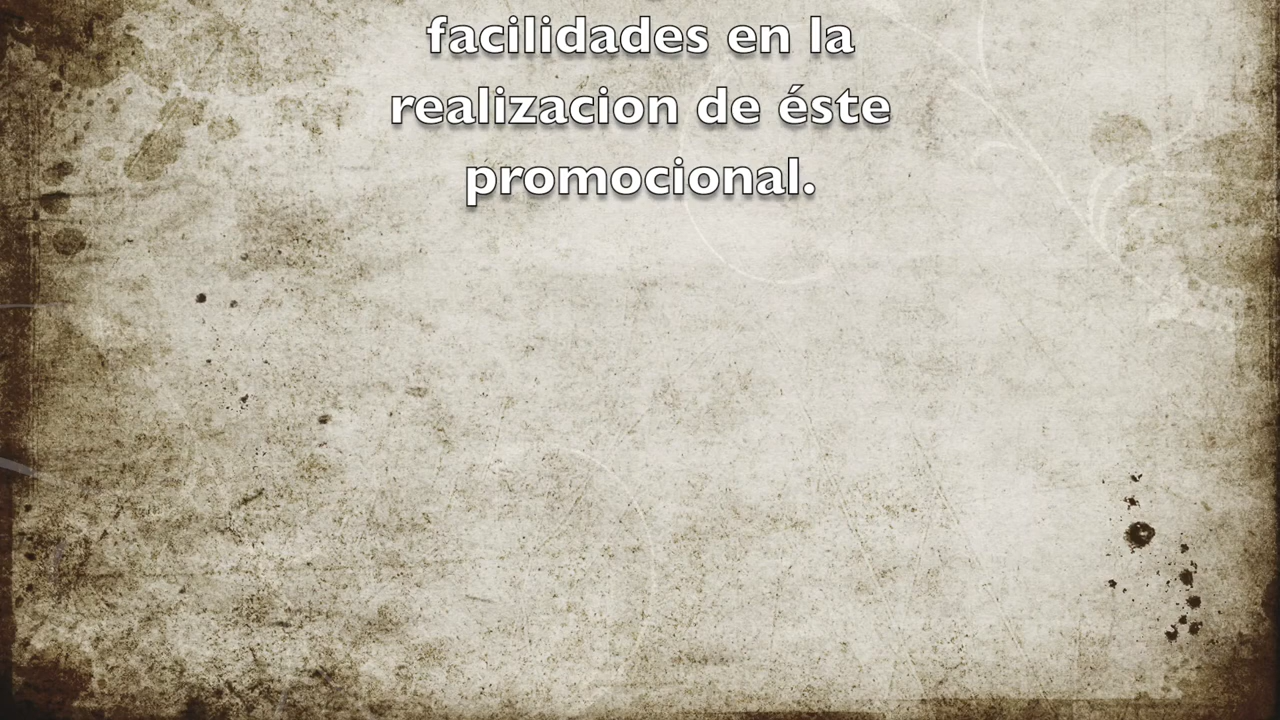 facilidades en la
realizacion de éste
promocional.